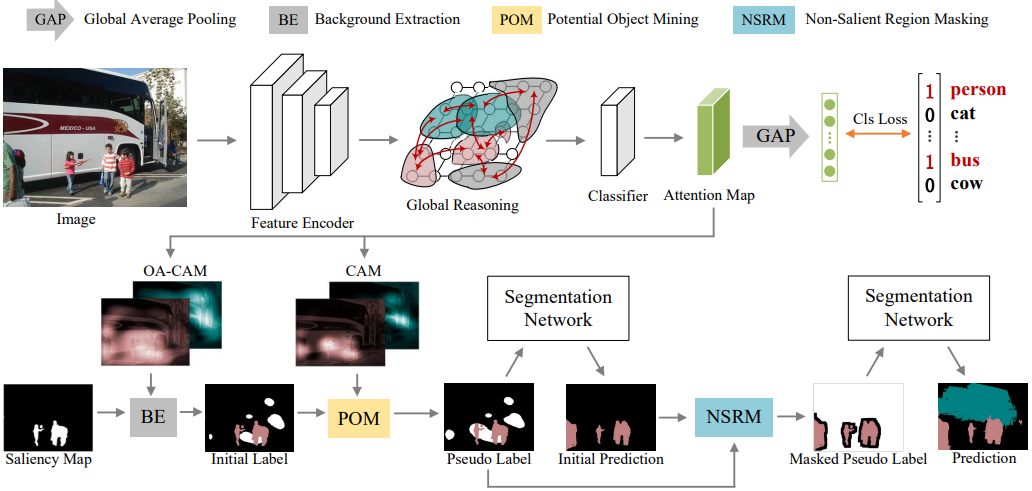 GAP Global Average Pooling
BE Background Extraction
POM Potential Object Mining
NSRM Non-Salient Region Masking
MEXICO - USA
Image
Feature Encoder
Global Reasoning
Classifier
Attention Map
GAP
Cls Loss
1 person
0 cat
⋮ ⋮
1 bus
0 cow
OA-CAM
CAM
Segmentation
Network
Segmentation
Network
BE
POM
NSRM
Saliency Map
Initial Label
Pseudo Label
Initial Prediction
Masked Pseudo Label
Prediction